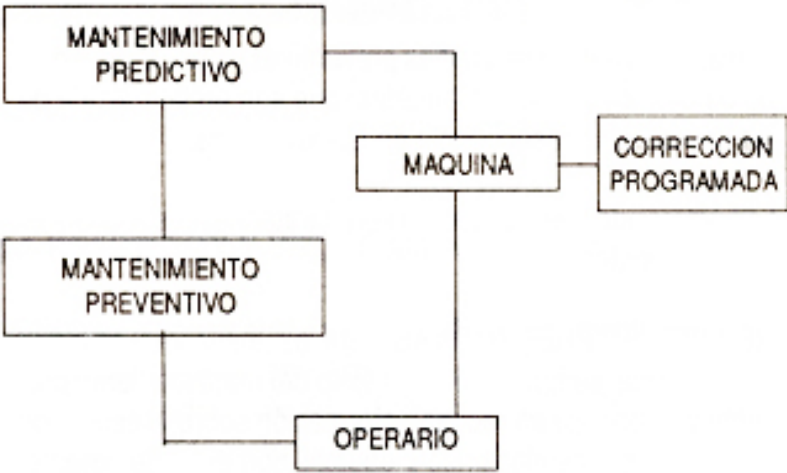 MANTENIMIENTO
PREDICTIVO
MAQUINA
CORRECCION
PROGRAMADA
MANTENIMIENTO
PREVENTIVO
OPERARIO